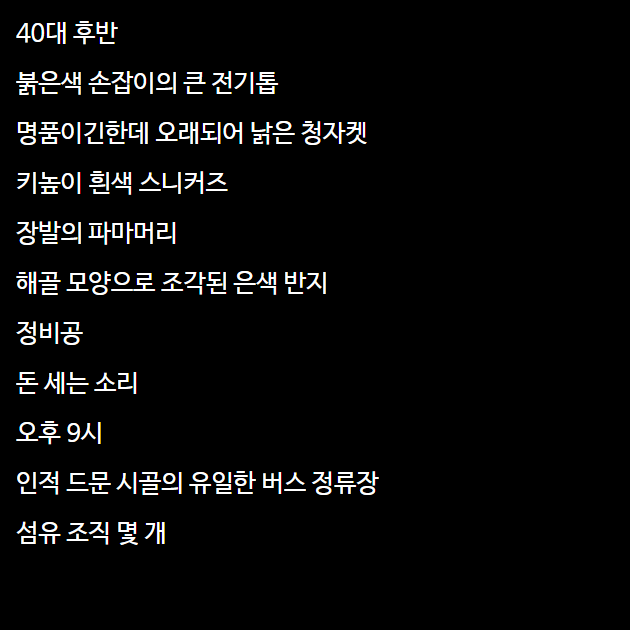 40대 후반
붉은색 손잡이의 큰 전기톱
명품이긴한데 오래되어 낡은 청자켓
키높이 흰색 스니커즈
장발의 파마머리
해골 모양으로 조각된 은색 반지
정비공
돈 세는 소리
오후 9시
인적 드문 시골의 유일한 버스 정류장
섬유 조직 몇 개